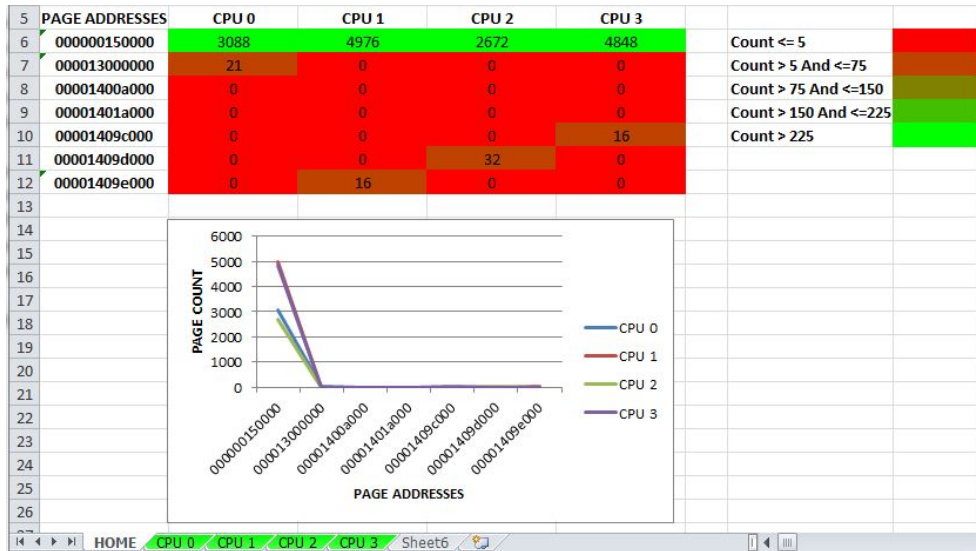 5 PAGE ADDRESSES CPU 0 CPU 1 CPU 2 CPU 3
6 000000150000 3088 4976 2672 4848 Count <= 5
7 000013000000 21 0 0 0 Count > 5 And <=75
8 00001400a000 0 0 0 0 Count > 75 And <=150
9 00001401a000 0 0 0 0 Count > 150 And <=225
10 00001409c000 0 0 0 16 Count > 225
11 00001409d000 0 0 32 0
12 00001409e000 0 16 0 0
13
14
15
16
17
18
19
20
21
22
23
24
25
26
6000
5000
4000
3000
2000
1000
0
PAGE COUNT
000000150000
000013000000
00001400a000
00001401a000
00001409c000
00001409d000
00001409e000
PAGE ADDRESSES
CPU 0
CPU 1
CPU 2
CPU 3
HOME CPU 0 CPU 1 CPU 2 CPU 3 Sheet6